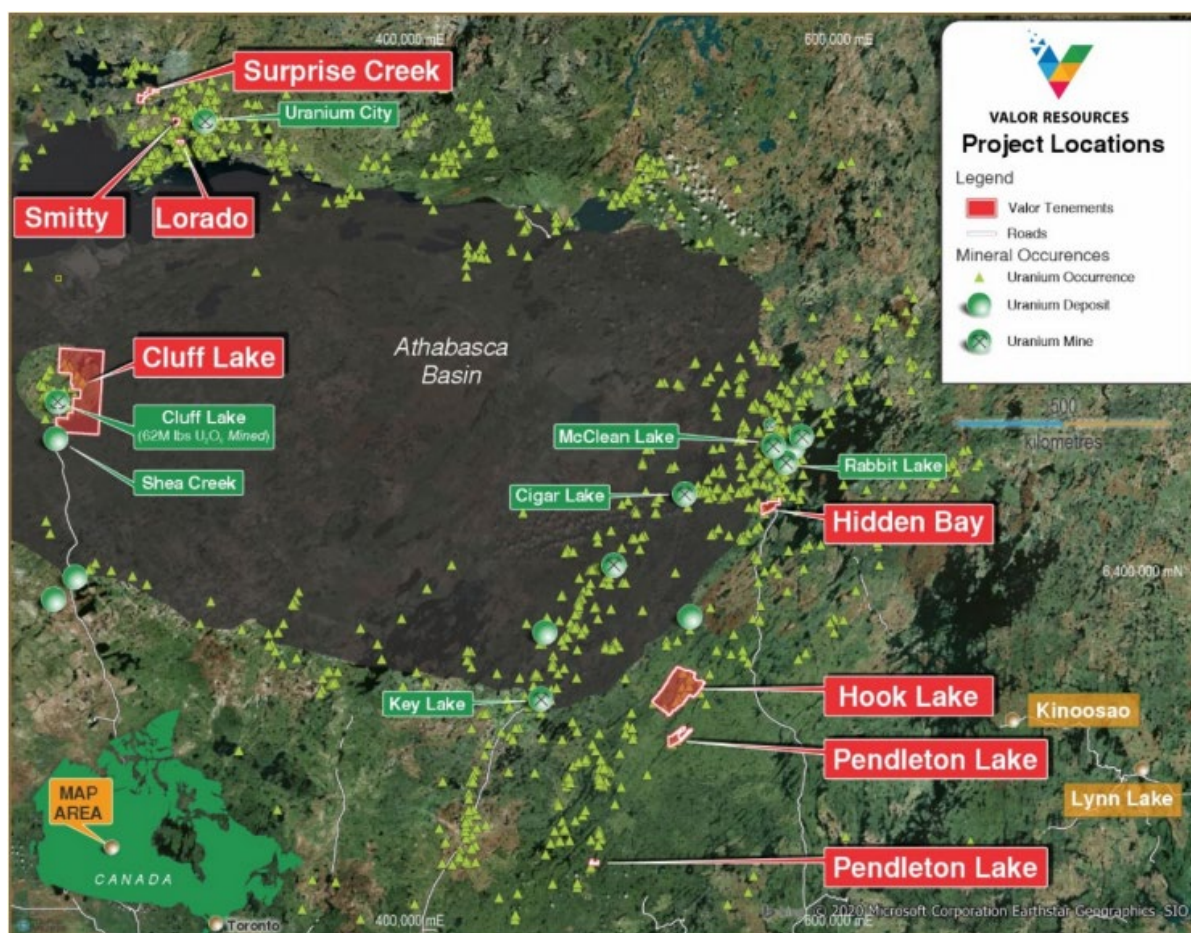 400,000 mE
600,000 mE
VALOR RESOURCES
Project Locations
Legend
Valor Tenements
Roads
Mineral Occurences
Uranium Occurrence
Uranium Deposit
Uranium Mine
Surprise Creek
Uranium City
Smitty
Lorado
Athabasca
Basin
Cluff Lake
Cluff Lake
(62M lbs U₃O₈ Mined)
Shea Creek
500
kilometres
McClean Lake
Rabbit Lake
Cigar Lake
Hidden Bay
6,400,000 mN
Key Lake
Hook Lake
Kinoosao
Pendleton Lake
Lynn Lake
MAP
AREA
Pendleton Lake
CANADA
Toronto
400,000 mE
600,000 mE
© 2020 Microsoft Corporation Earthstar Geographics SIO